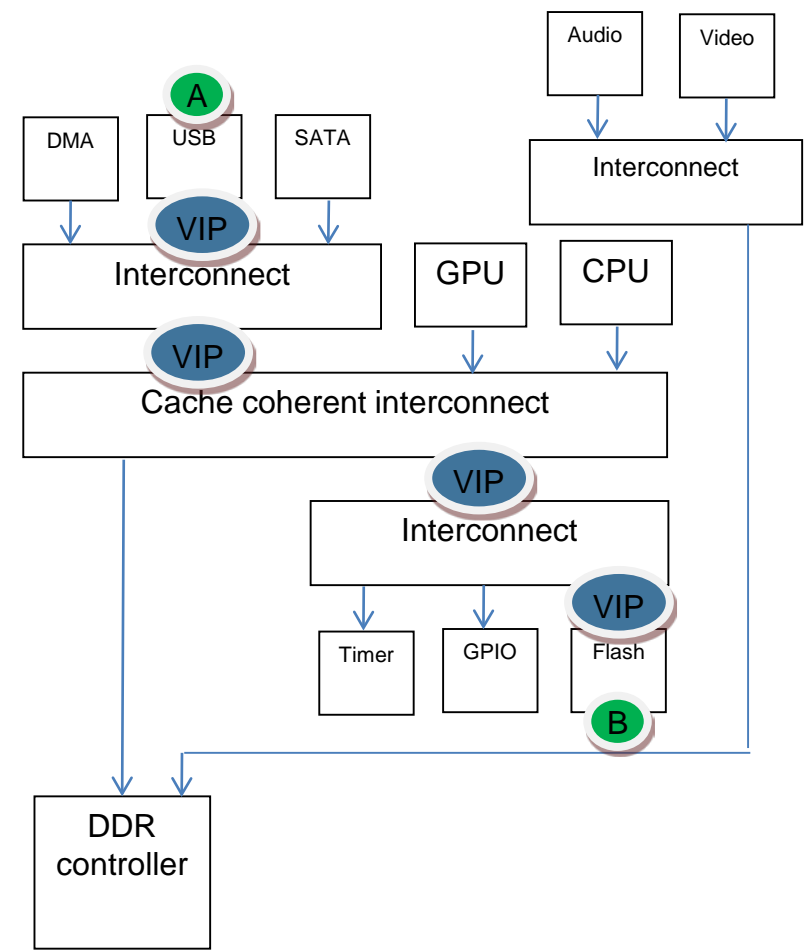 Audio
Video
A
DMA
USB
SATA
Interconnect
VIP
Interconnect
GPU
CPU
VIP
Cache coherent interconnect
VIP
Interconnect
VIP
Timer
GPIO
Flash
B
DDR
controller